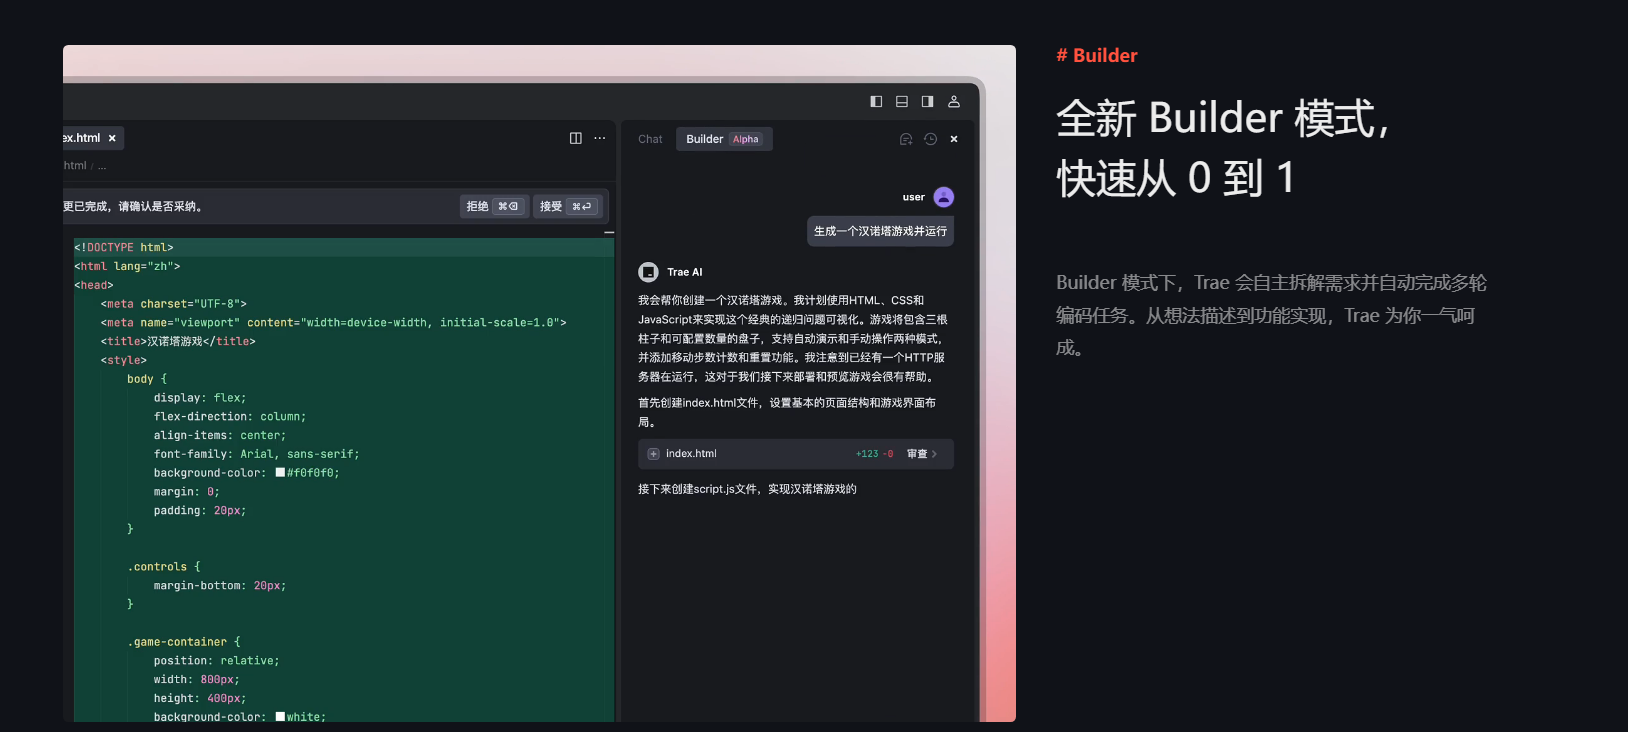 ex.html ×
html / ...
更已完成，请确认是否采纳。
拒绝 ⌘⌫ 接受 ⌘↩
<!DOCTYPE html>
<html lang="zh">
<head>
<meta charset="UTF-8">
<meta name="viewport" content="width=device-width, initial-scale=1.0">
<title>汉诺塔游戏</title>
<style>
body {
display: flex;
flex-direction: column;
align-items: center;
font-family: Arial, sans-serif;
background-color: #f0f0f0;
margin: 0;
padding: 20px;
}
.controls {
margin-bottom: 20px;
}
.game-container {
position: relative;
width: 800px;
height: 400px;
background-color: white;
Chat Builder Alpha
user
生成一个汉诺塔游戏并运行
Trae AI
我会帮你创建一个汉诺塔游戏。我计划使用HTML、CSS和
JavaScript来实现这个经典的递归问题可视化。游戏将包含三根
柱子和可配置数量的盘子，支持自动演示和手动操作两种模式，
并添加移动步数计数和重置功能。我注意到已经有一个HTTP服
务器在运行，这对于我们接下来部署和预览游戏会很有帮助。
首先创建index.html文件，设置基本的页面结构和游戏界面布
局。
index.html +123 -0 审查
接下来创建script.js文件，实现汉诺塔游戏的
# Builder
全新 Builder 模式，
快速从 0 到 1
Builder 模式下，Trae 会自主拆解需求并自动完成多轮
编码任务。从想法描述到功能实现，Trae 为你一气呵
成。